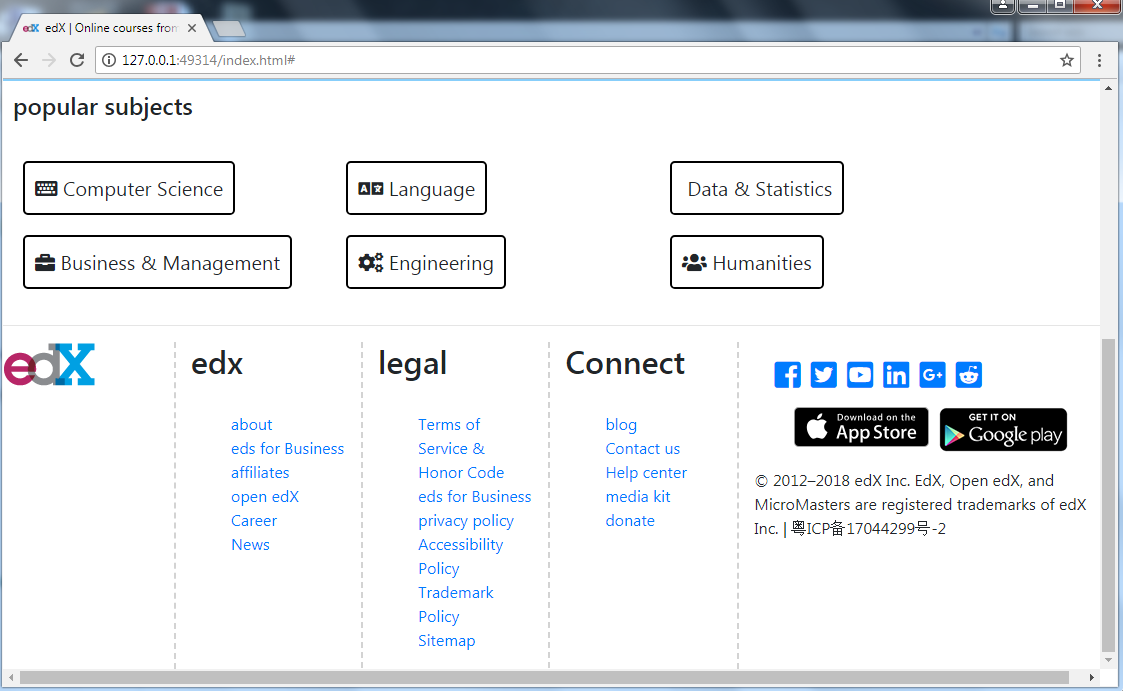 edX | Online courses from
127.0.0.1:49314/index.html#
popular subjects
Computer Science
Language
Data & Statistics
Business & Management
Engineering
Humanities
edX
edx
about
eds for Business
affiliates
open edX
Career
News
legal
Terms of
Service &
Honor Code
eds for Business
privacy policy
Accessibility
Policy
Trademark
Policy
Sitemap
Connect
blog
Contact us
Help center
media kit
donate
Download on the
App Store
GET IT ON
Google play
© 2012–2018 edX Inc. EdX, Open edX, and
MicroMasters are registered trademarks of edX
Inc. | 粤ICP备17044299号-2